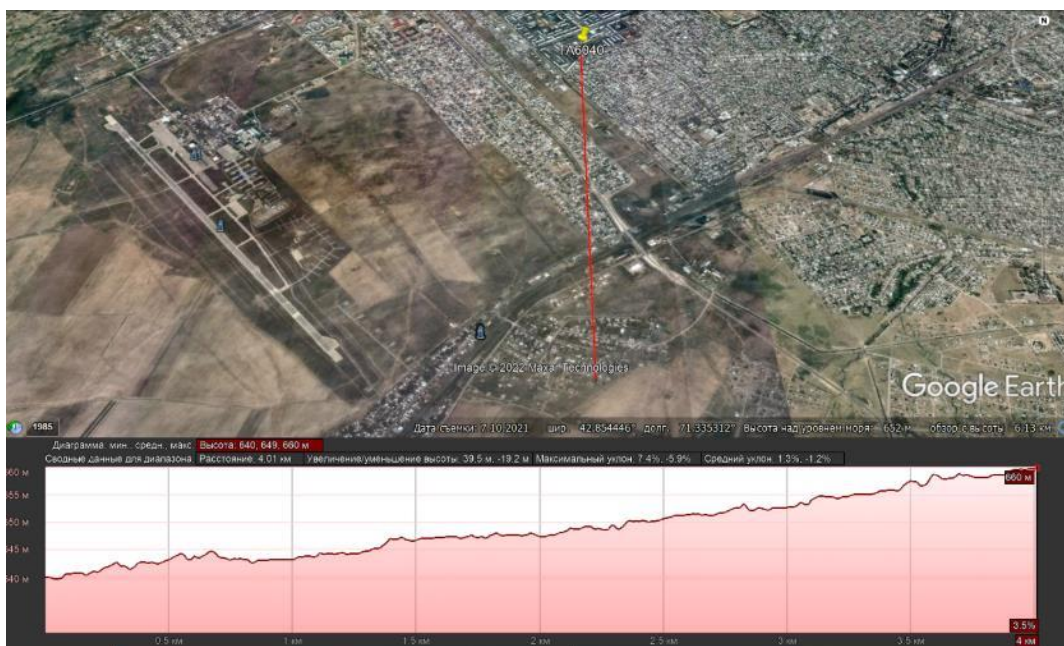 N
TA6940
Image © 2022 Maxar Technologies
Google Earth
1985
Дата съемки: 7.10.2021 шир. 42.854446° долг. 71.335312° Высота над уровнем моря: 652 м обзор с высоты 6.13 км
Диаграмма: мин., средн., макс. Высота: 640, 649, 660 м
Сводные данные для диапазона: Расстояние: 4.01 км Увеличение/уменьшение высоты: 39.5 м, -19.2 м Максимальный уклон: 7.4%, -5.9% Средний уклон: 1.3%, -1.2%
60 м
660 м
655 м
650 м
645 м
640 м
3.5%
0.5 км 1 км 1.5 км 2 км 2.5 км 3 км 3.5 км 4 км